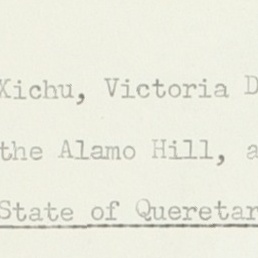 Xichu, Victoria D
the Alamo Hill, a
State of Queretar